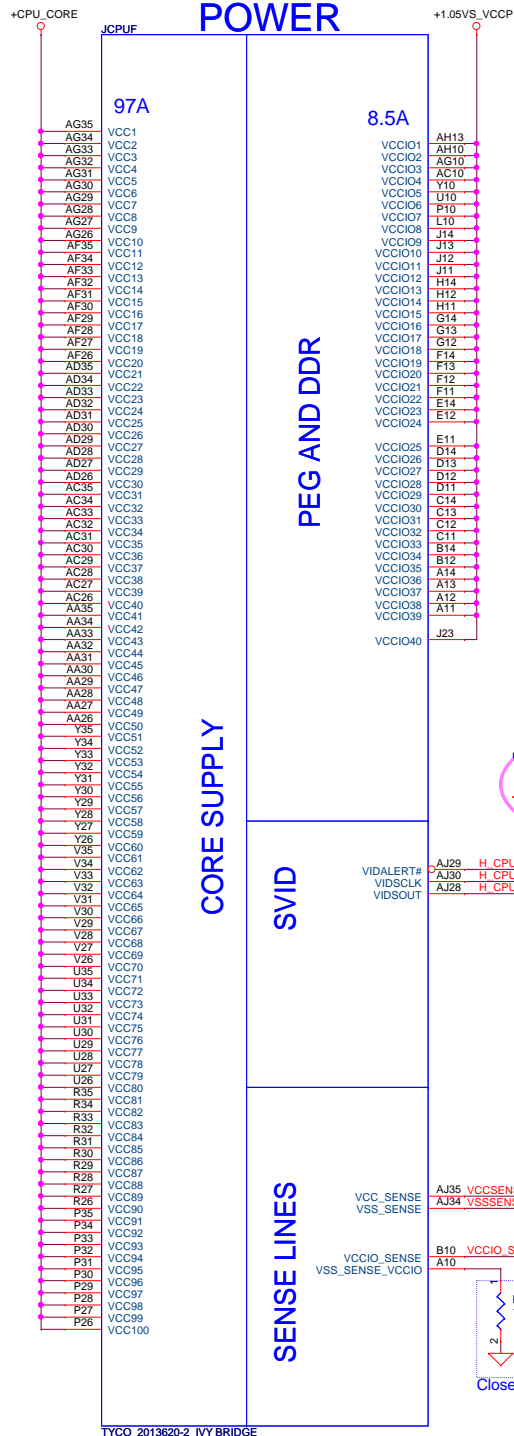 POWER
+CPU_CORE
+1.05VS_VCCP
JCPUF
97A
8.5A
AG35 VCC1
AG34 VCC2
AG33 VCC3
AG32 VCC4
AG31 VCC5
AG30 VCC6
AG29 VCC7
AG28 VCC8
AG27 VCC9
AG26 VCC10
AF35 VCC11
AF34 VCC12
AF33 VCC13
AF32 VCC14
AF31 VCC15
AF30 VCC16
AF29 VCC17
AF28 VCC18
AF27 VCC19
AF26 VCC20
AD35 VCC21
AD34 VCC22
AD33 VCC23
AD32 VCC24
AD31 VCC25
AD30 VCC26
AD29 VCC27
AD28 VCC28
AD27 VCC29
AD26 VCC30
AC35 VCC31
AC34 VCC32
AC33 VCC33
AC32 VCC34
AC31 VCC35
AC30 VCC36
AC29 VCC37
AC28 VCC38
AC27 VCC39
AC26 VCC40
AA35 VCC41
AA34 VCC42
AA33 VCC43
AA32 VCC44
AA31 VCC45
AA30 VCC46
AA29 VCC47
AA28 VCC48
AA27 VCC49
AA26 VCC50
Y35 VCC51
Y34 VCC52
Y33 VCC53
Y32 VCC54
Y31 VCC55
Y30 VCC56
Y29 VCC57
Y28 VCC58
Y27 VCC59
Y26 VCC60
V35 VCC61
V34 VCC62
V33 VCC63
V32 VCC64
V31 VCC65
V30 VCC66
V29 VCC67
V28 VCC68
V27 VCC69
V26 VCC70
U35 VCC71
U34 VCC72
U33 VCC73
U32 VCC74
U31 VCC75
U30 VCC76
U29 VCC77
U28 VCC78
U27 VCC79
U26 VCC80
R35 VCC81
R34 VCC82
R33 VCC83
R32 VCC84
R31 VCC85
R30 VCC86
R29 VCC87
R28 VCC88
R27 VCC89
R26 VCC90
P35 VCC91
P34 VCC92
P33 VCC93
P32 VCC94
P31 VCC95
P30 VCC96
P29 VCC97
P28 VCC98
P27 VCC99
P26 VCC100
CORE SUPPLY
PEG AND DDR
VCCIO1 AH13
VCCIO2 AH10
VCCIO3 AG10
VCCIO4 AC10
VCCIO5 Y10
VCCIO6 U10
VCCIO7 P10
VCCIO8 L10
VCCIO9 J14
VCCIO10 J13
VCCIO11 J12
VCCIO12 J11
VCCIO13 H14
VCCIO14 H12
VCCIO15 H11
VCCIO16 G14
VCCIO17 G13
VCCIO18 G12
VCCIO19 F14
VCCIO20 F13
VCCIO21 F12
VCCIO22 F11
VCCIO23 E14
VCCIO24 E12
VCCIO25 E11
VCCIO26 D14
VCCIO27 D13
VCCIO28 D12
VCCIO29 D11
VCCIO30 C14
VCCIO31 C13
VCCIO32 C12
VCCIO33 C11
VCCIO34 B14
VCCIO35 B12
VCCIO36 A14
VCCIO37 A13
VCCIO38 A12
VCCIO39 A11
VCCIO40 J23
SVID
VIDALERT# AJ29 H_CPU
VIDSCLK AJ30 H_CPU
VIDSOUT AJ28 H_CPU
SENSE LINES
VCC_SENSE AJ35 VCCSEN
VSS_SENSE AJ34 VSSSEN
VCCIO_SENSE B10 VCCIO_S
VSS_SENSE_VCCIO A10
1
2
Close
TYCO_2013620-2_IVY BRIDGE